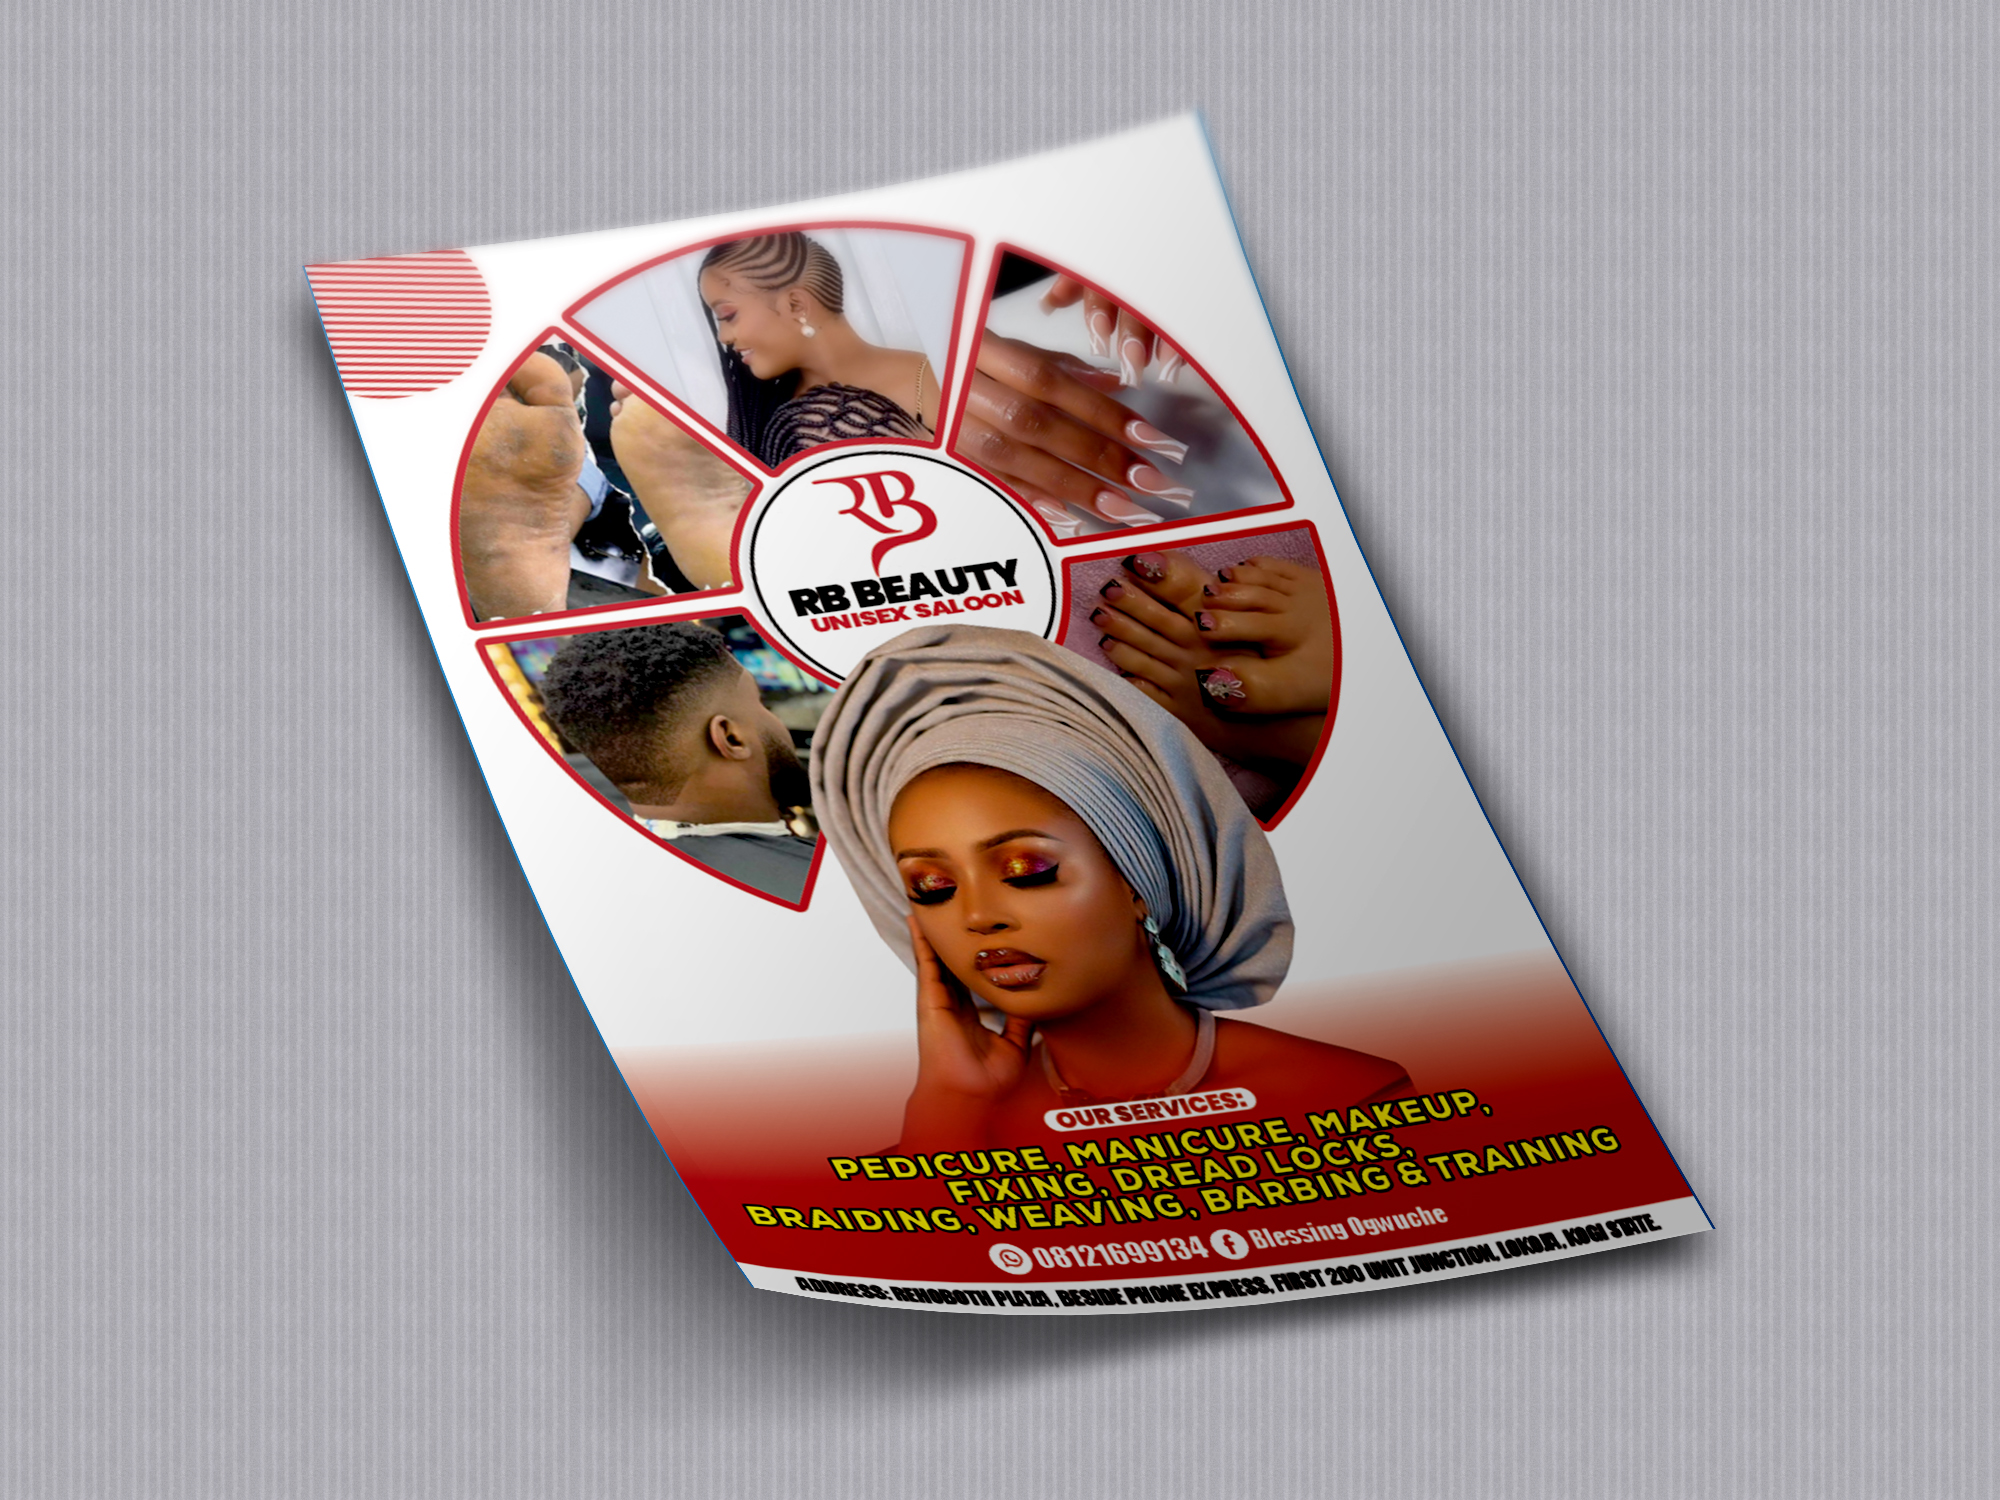 RB
RB BEAUTY
UNISEX SALOON
OUR SERVICES:
PEDICURE, MANICURE, MAKEUP,
FIXING, DREAD LOCKS,
BRAIDING, WEAVING, BARBING & TRAINING
08121699134 Blessing Ogwuche
ADDRESS: REHOBOTH PLAZA, BESIDE PHONE EXPRESS, FIRST 200 UNIT JUNCTION, LOKOJA, KOGI STATE.